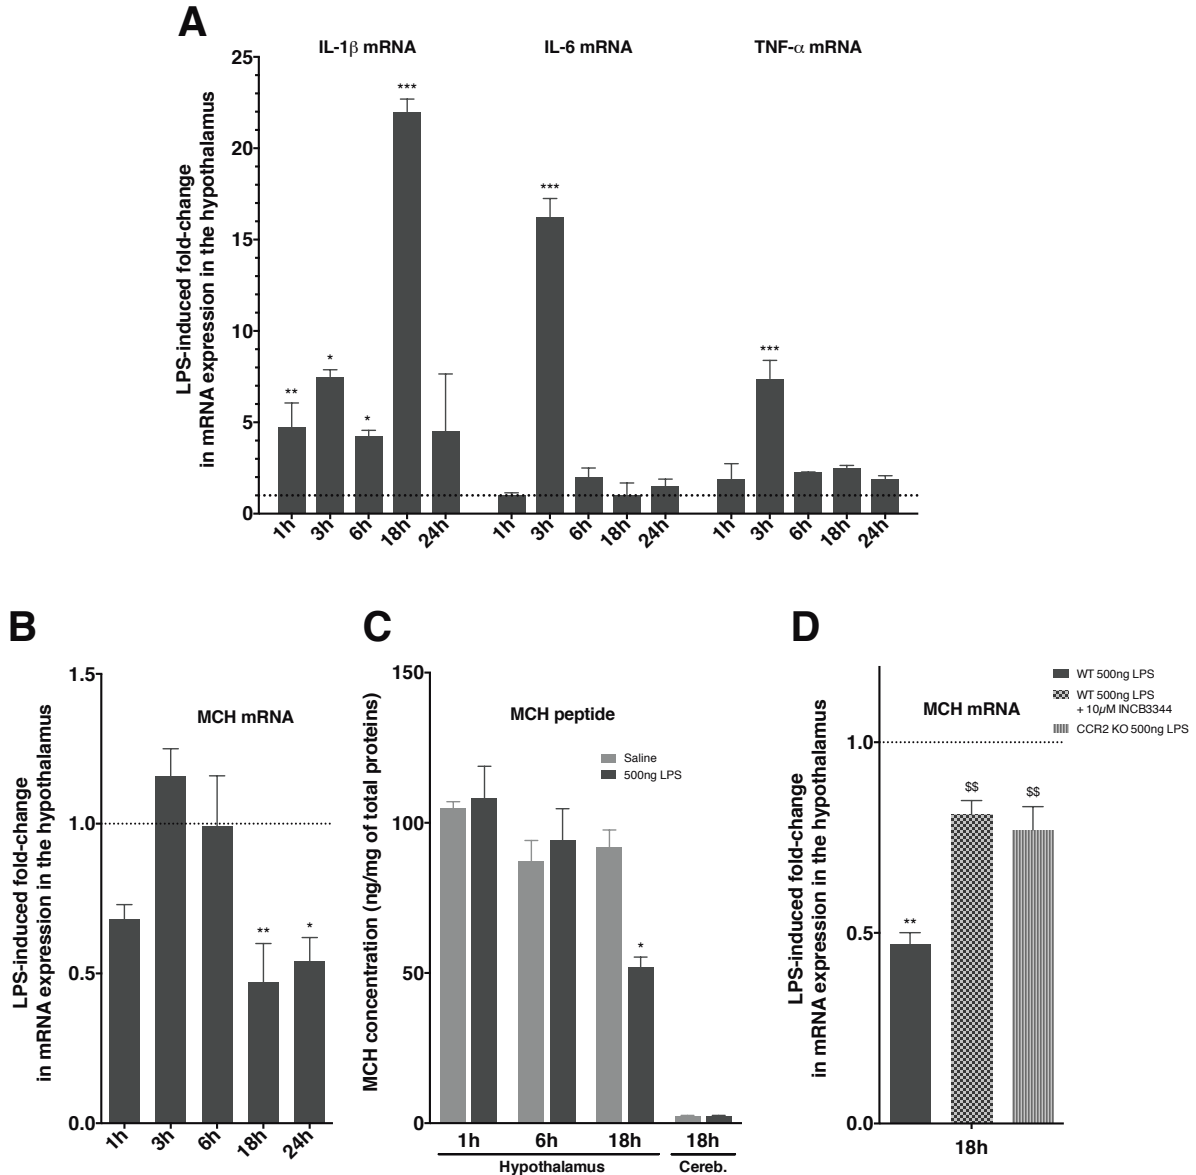 A
IL-1β mRNA
IL-6 mRNA
TNF-α mRNA
LPS-induced fold-change
in mRNA expression in the hypothalamus
25
20
15
10
5
0
**
*
*
***
***
***
1h
3h
6h
18h
24h
1h
3h
6h
18h
24h
1h
3h
6h
18h
24h
B
MCH mRNA
LPS-induced fold-change
in mRNA expression in the hypothalamus
1.5
1.0
0.5
0.0
**
*
1h
3h
6h
18h
24h
C
MCH peptide
MCH concentration (ng/mg of total proteins)
Saline
500ng LPS
150
100
50
0
*
1h
6h
18h
18h
Hypothalamus
Cereb.
D
MCH mRNA
LPS-induced fold-change
in mRNA expression in the hypothalamus
WT 500ng LPS
WT 500ng LPS
+ 10µM INCB3344
CCR2 KO 500ng LPS
1.0
0.5
0.0
**
$$
$$
18h